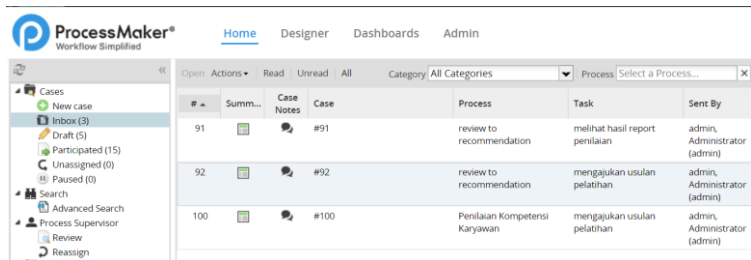 ProcessMaker®
Workflow Simplified
Home Designer Dashboards Admin
Open Actions Read Unread All Category All Categories Process Select a Process...
Cases
New case
Inbox (3)
Draft (5)
Participated (15)
Unassigned (0)
Paused (0)
Search
Advanced Search
Process Supervisor
Review
Reassign
# Summ... Case Notes Case Process Task Sent By
91 #91 review to melihat hasil report admin,
recommendation penilaian Administrator
(admin)
92 #92 review to mengajukan usulan admin,
recommendation pelatihan Administrator
(admin)
100 #100 Penilaian Kompetensi mengajukan usulan admin,
Karyawan pelatihan Administrator
(admin)